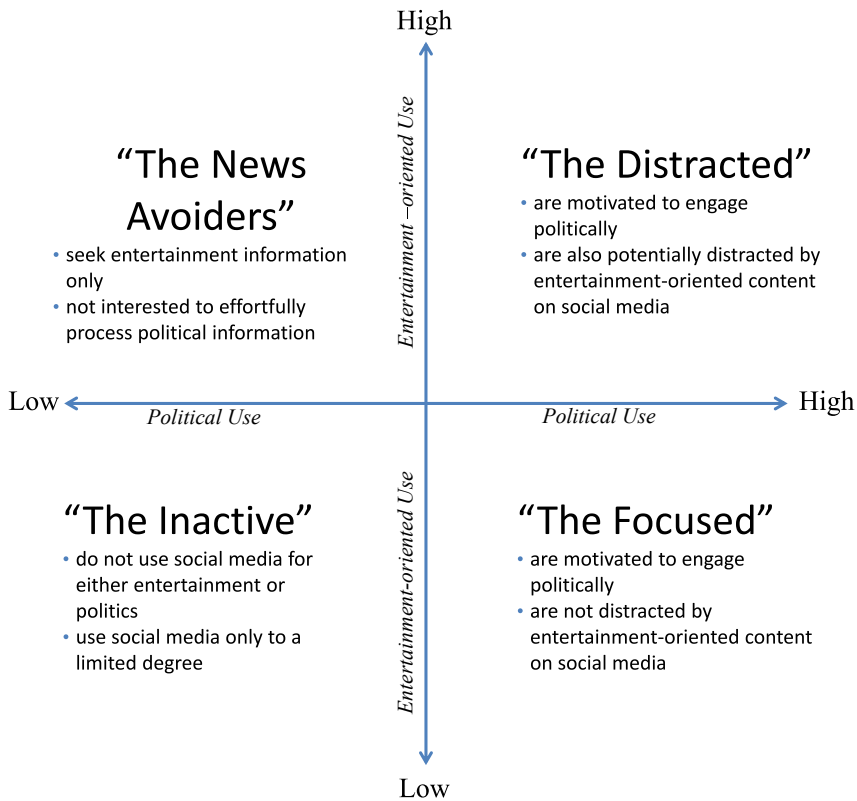 High
Entertainment –oriented Use
“The News
Avoiders”
• seek entertainment information
only
• not interested to effortfully
process political information
“The Distracted”
• are motivated to engage
politically
• are also potentially distracted by
entertainment-oriented content
on social media
Low
High
Political Use
Political Use
Entertainment-oriented Use
“The Inactive”
• do not use social media for
either entertainment or
politics
• use social media only to a
limited degree
“The Focused”
• are motivated to engage
politically
• are not distracted by
entertainment-oriented content
on social media
Low